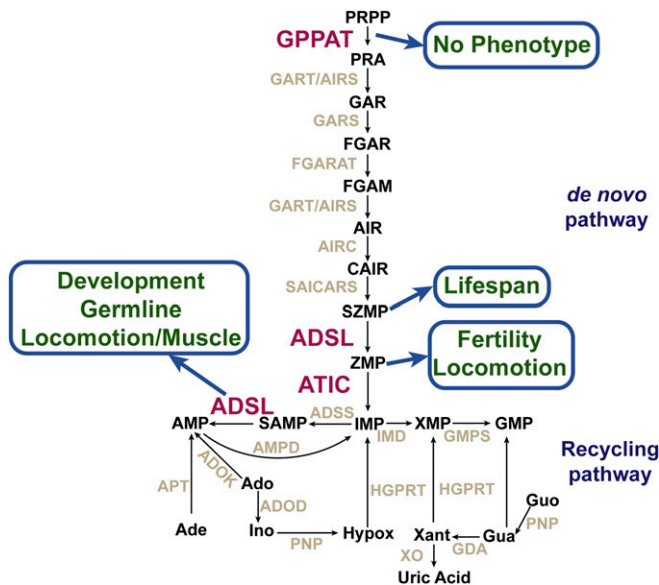 PRPP
GPPAT
No Phenotype
PRA
GART/AIRS
GAR
GARS
FGAR
FGARAT
FGAM
GART/AIRS
de novo
pathway
AIR
AIRC
CAIR
SAICARS
Development
Germline
Locomotion/Muscle
Lifespan
SZMP
ADSL
Fertility
Locomotion
ZMP
ATIC
ADSL
ADSS
AMP SAMP IMP XMP GMP
IMD GMPS
AMPD
Recycling
pathway
APT ADOK Ado HGPRT HGPRT
ADOD
Guo
PNP
Ade Ino Hypox Xant Gua
PNP XO GDA
Uric Acid